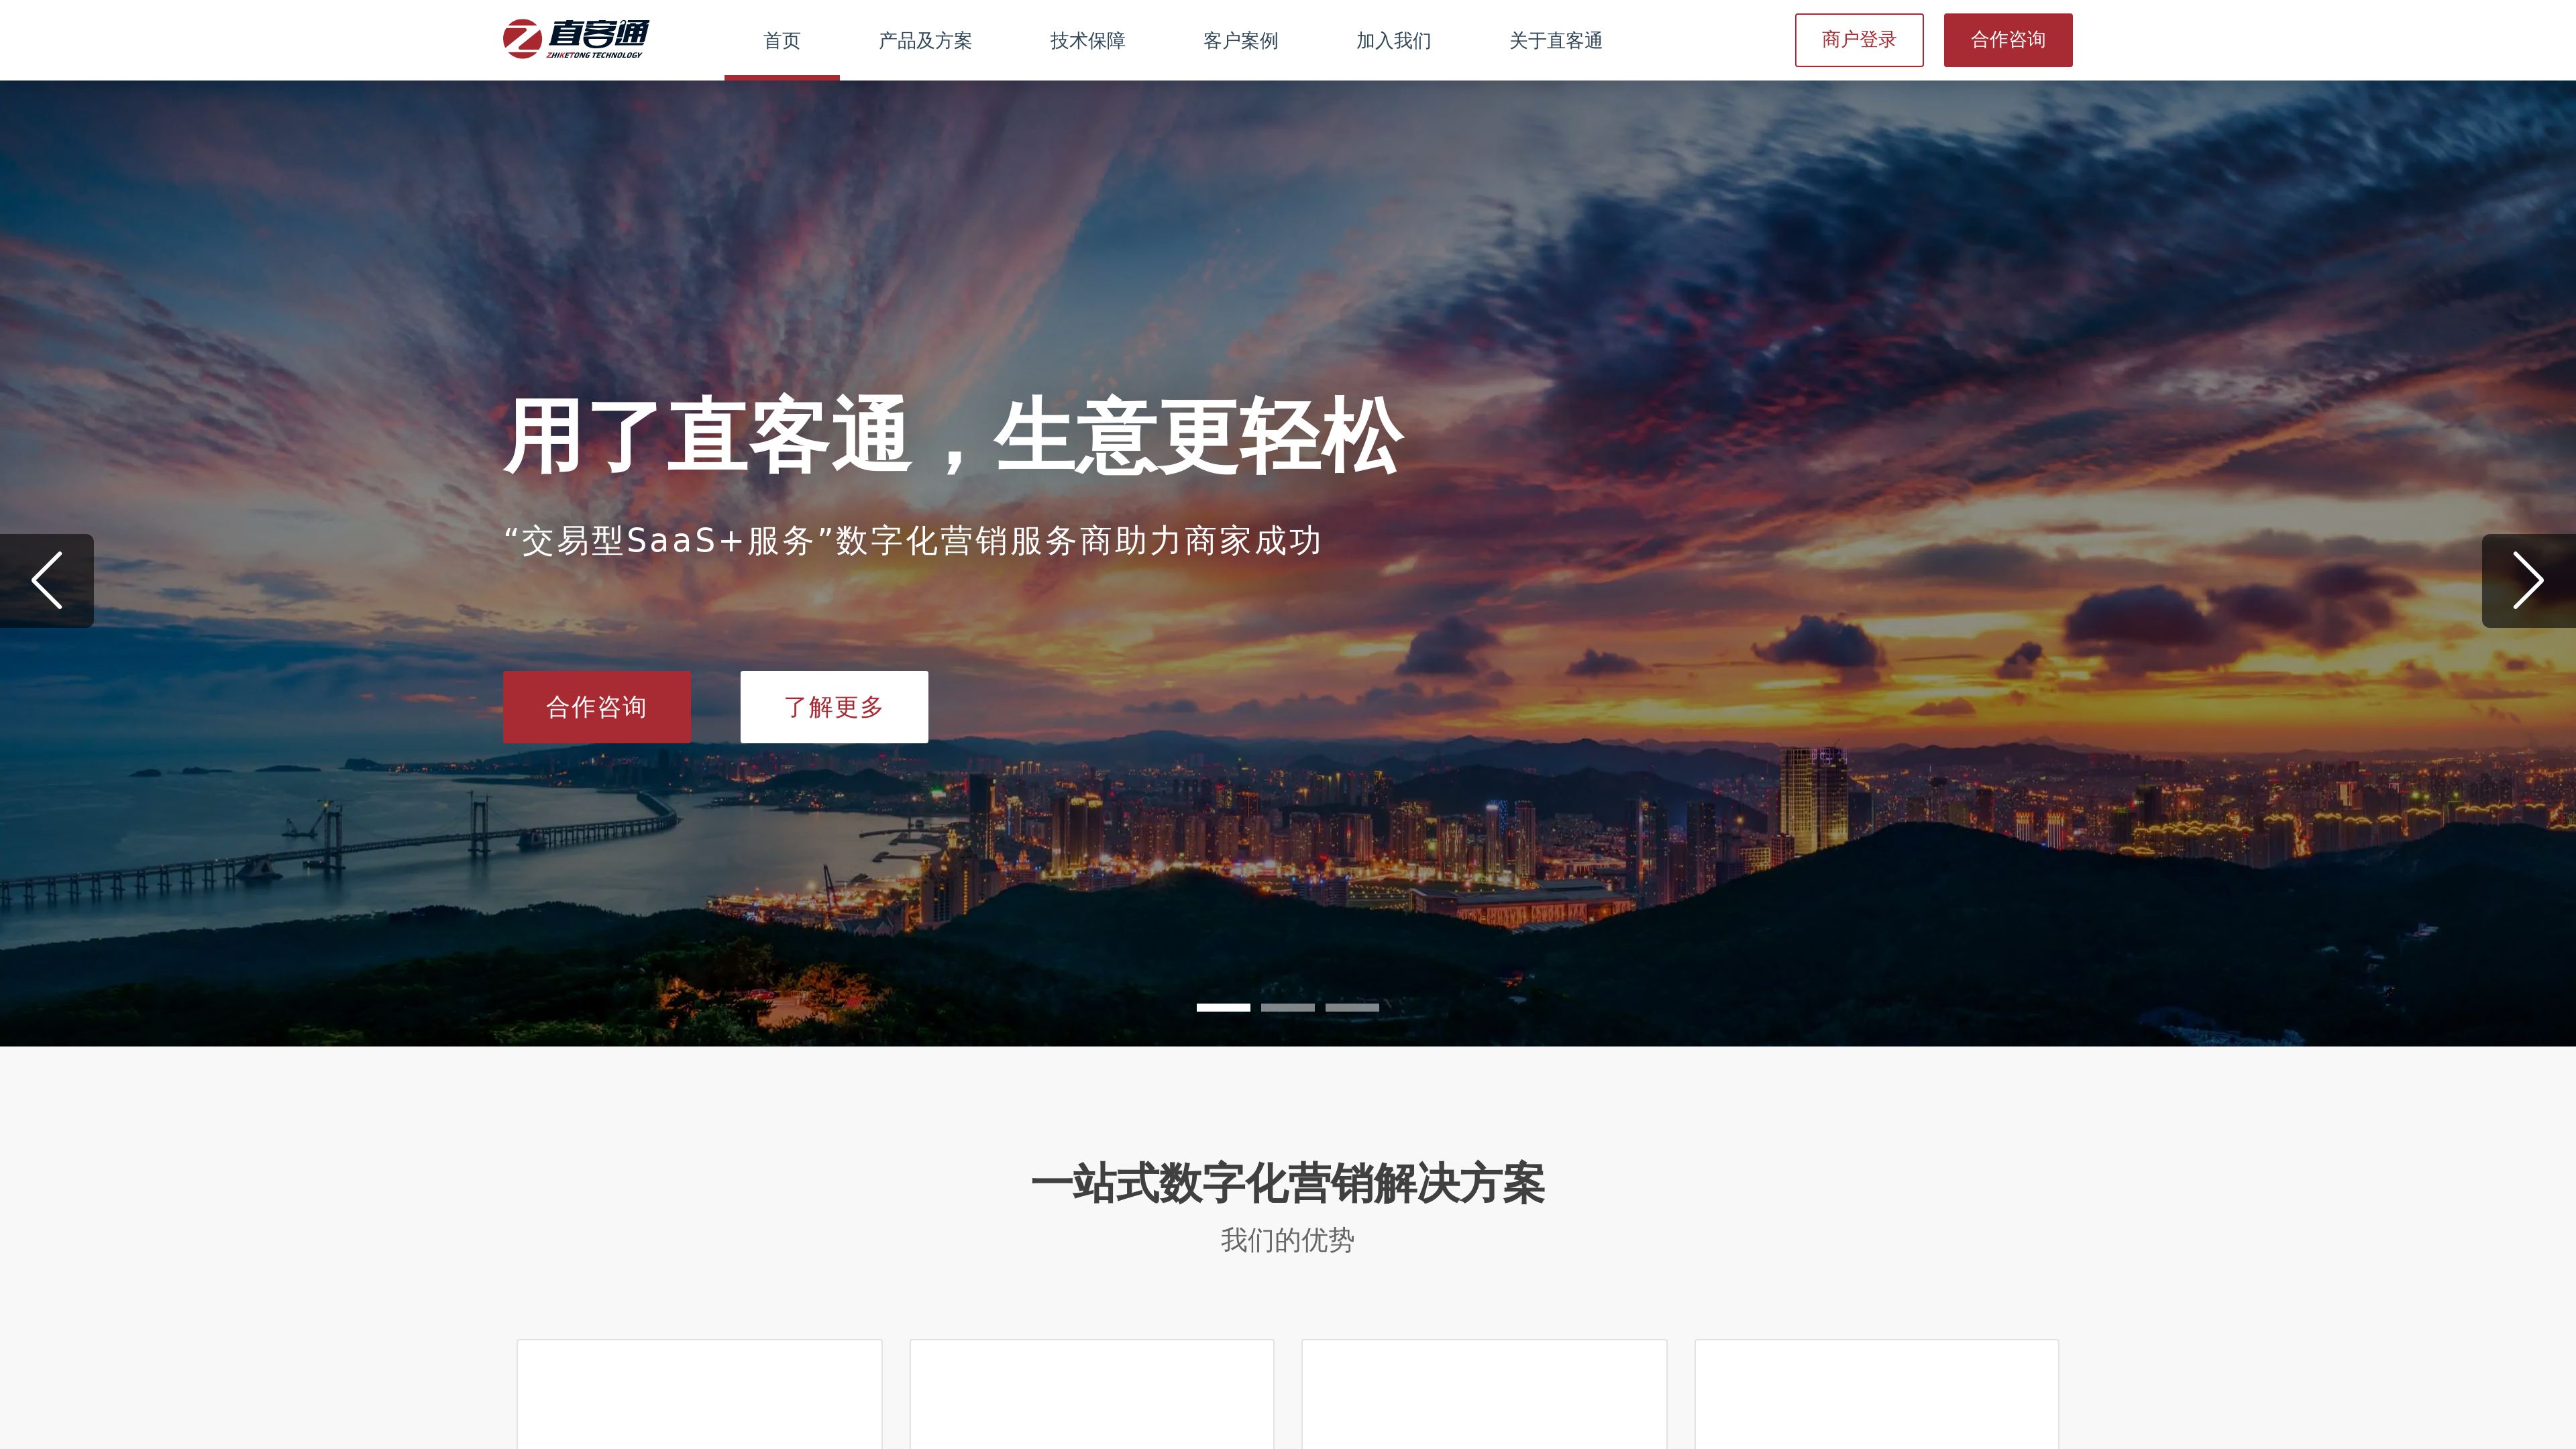 直客通
ZHIKETONG TECHNOLOGY
首页
产品及方案
技术保障
客户案例
加入我们
关于直客通
商户登录
合作咨询
用了直客通，生意更轻松
“交易型SaaS+服务”数字化营销服务商助力商家成功
合作咨询
了解更多
一站式数字化营销解决方案
我们的优势